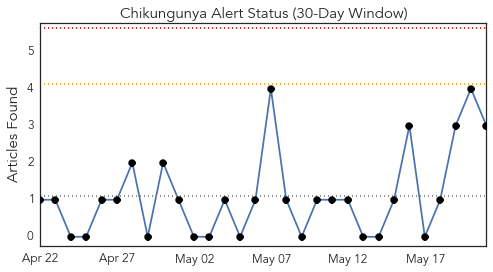 Chikungunya Alert Status (30-Day Window)
Articles Found
5
4
3
2
1
0
Apr 22 Apr 27 May 02 May 07 May 12 May 17